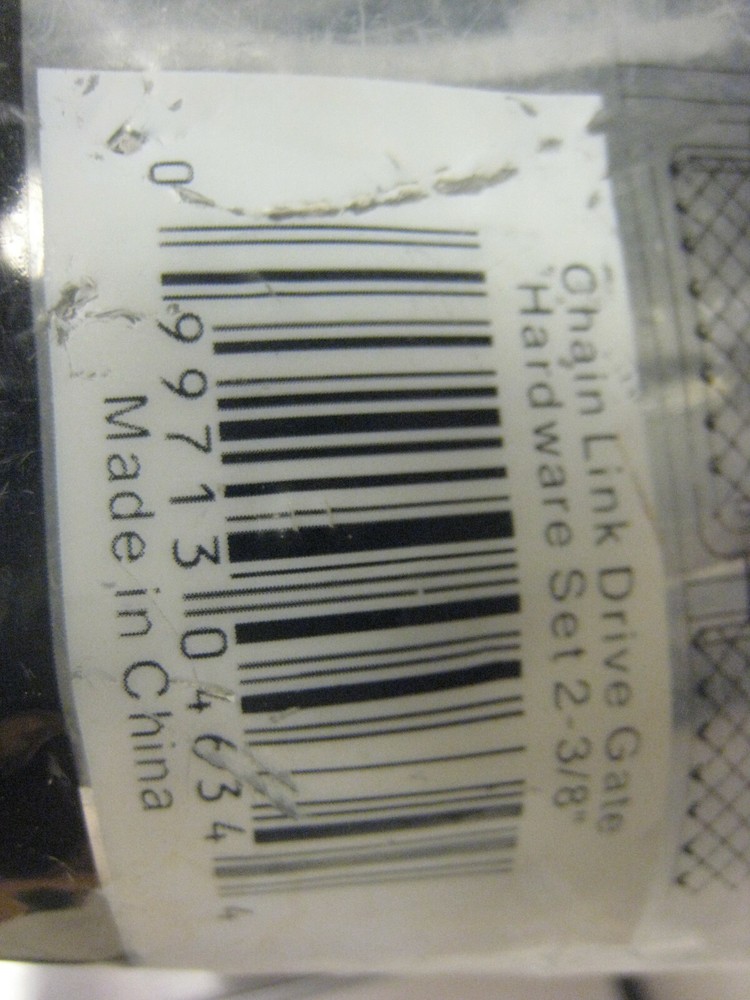 Chain Link Drive Gate
Hardware Set 2-3/8"
0 99713 04634 4
Made in China